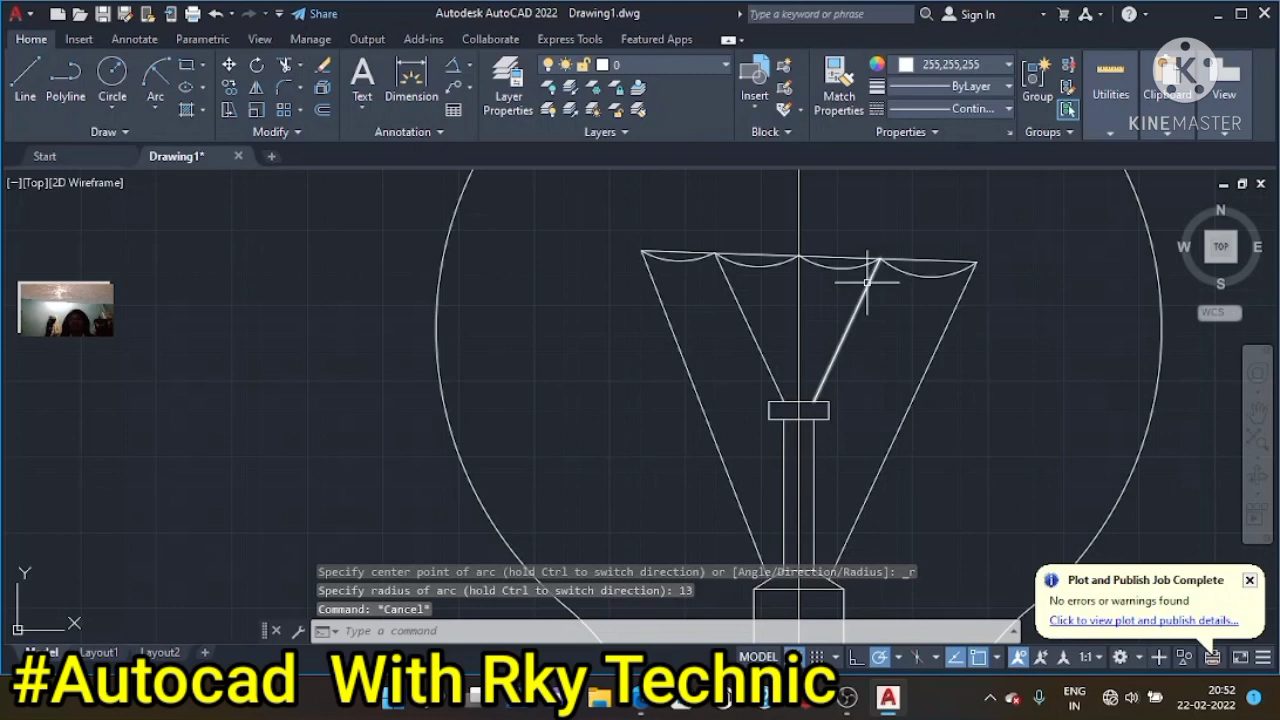 Share
Autodesk AutoCAD 2022 Drawing1.dwg
Type a keyword or phrase
Sign In
Home Insert Annotate Parametric View Manage Output Add-ins Collaborate Express Tools Featured Apps
Line Polyline Circle Arc
Text Dimension
Layer Properties
0
Insert
Match Properties
255,255,255
ByLayer
Contin...
Group
Utilities
Clipboard
View
K
KINEMASTER
Draw Modify Annotation Layers Block Properties Groups
Start Drawing1*
[−][Top][2D Wireframe]
N
W TOP E
S
WCS
Y
X
Specify center point of arc (hold Ctrl to switch direction) or [Angle/Direction/Radius]: _r
Specify radius of arc (hold Ctrl to switch direction): 13
Command: *Cancel*
Type a command
Plot and Publish Job Complete
No errors or warnings found
Click to view plot and publish details...
Model Layout1 Layout2
MODEL
1:1
#Autocad With Rky Technic
ENG
IN
20:52
22-02-2022